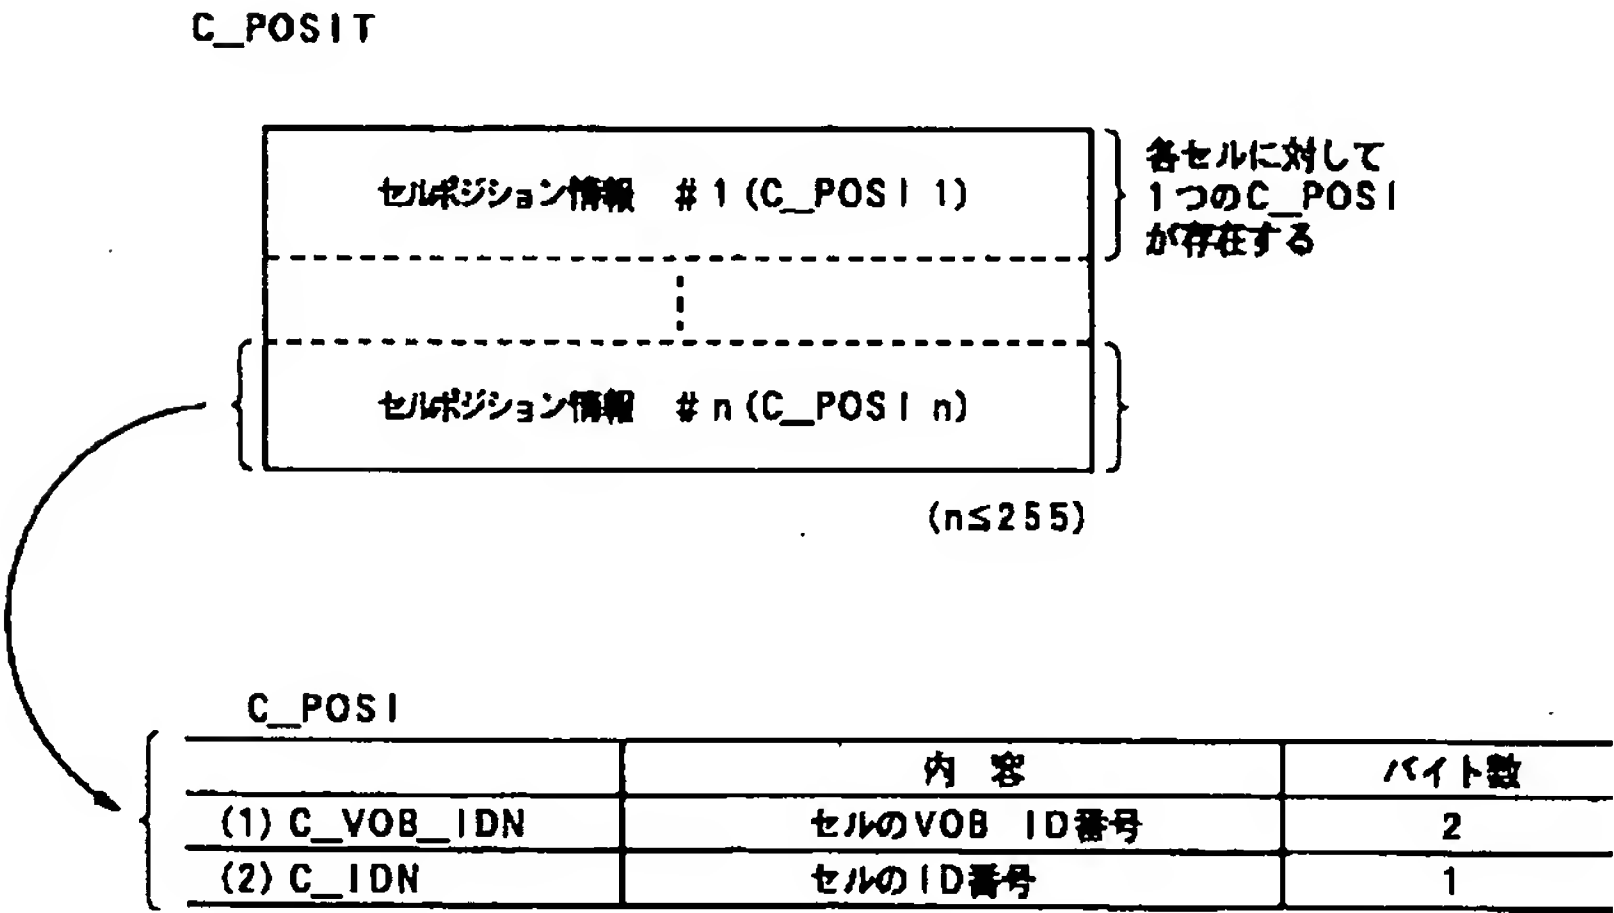 C_POSIT
セルポジション情報 #1(C_POSI 1)
各セルに対して
1つのC_POSI
が存在する
セルポジション情報 #n(C_POSI n)
(n≦255)
C_POSI
内 容 バイト数
(1) C_VOB_IDN セルのVOB ID番号 2
(2) C_IDN セルのID番号 1